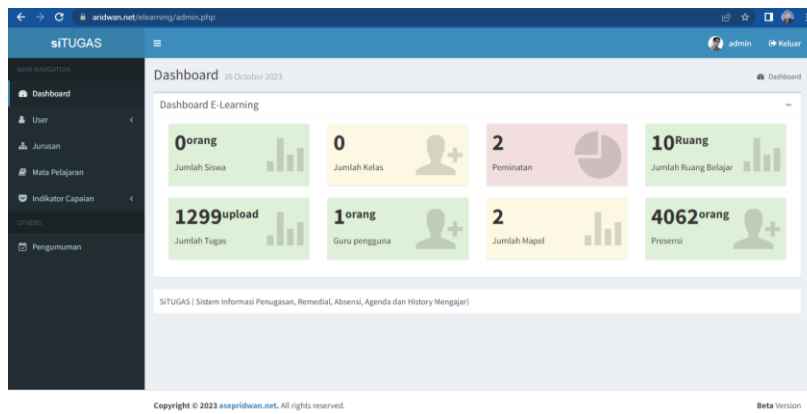 aridwan.net/elearning/admin.php
siTUGAS
admin
Keluar
MAIN NAVIGATION
Dashboard
User
Jurusan
Mata Pelajaran
Indikator Capaian
OTHERS
Pengumuman
Dashboard 16 October 2023
Dashboard
Dashboard E-Learning
0orang
Jumlah Siswa
0
Jumlah Kelas
2
Peminatan
10Ruang
Jumlah Ruang Belajar
1299upload
Jumlah Tugas
1orang
Guru pengguna
2
Jumlah Mapel
4062orang
Presensi
SiTUGAS ( Sistem Informasi Penugasan, Remedial, Absensi, Agenda dan History Mengajar)
Copyright © 2023 asepridwan.net. All rights reserved.
Beta Version